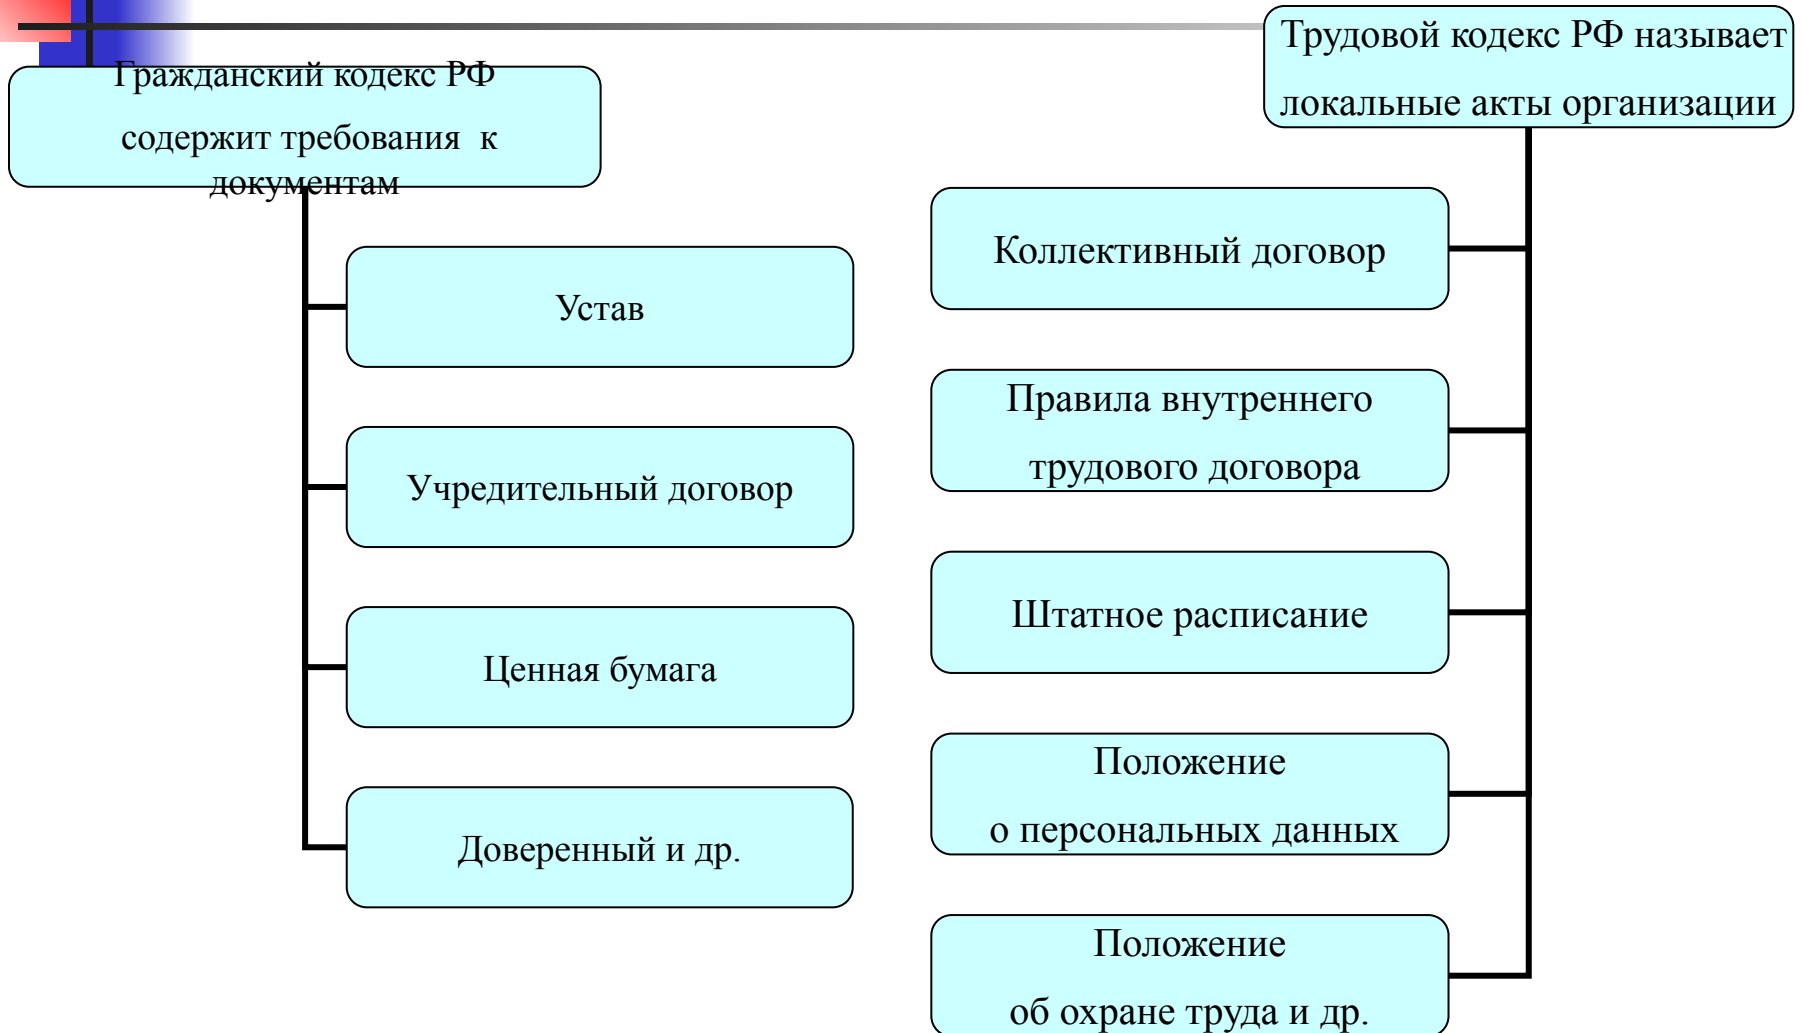 Гражданский кодекс РФ
содержит требования к
документам
Устав
Учредительный договор
Ценная бумага
Доверенный и др.
Трудовой кодекс РФ называет
локальные акты организации
Коллективный договор
Правила внутреннего
трудового договора
Штатное расписание
Положение
о персональных данных
Положение
об охране труда и др.